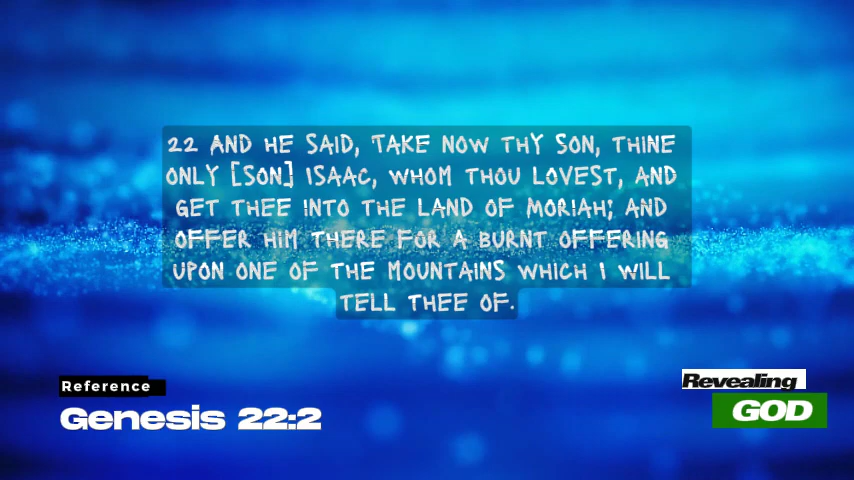 22 AND HE SAID, TAKE NOW THY SON, THINE
ONLY [SON] ISAAC, WHOM THOU LOVEST, AND
GET THEE INTO THE LAND OF MORIAH; AND
OFFER HIM THERE FOR A BURNT OFFERING
UPON ONE OF THE MOUNTAINS WHICH I WILL
TELL THEE OF.
Reference
Genesis 22:2
Revealing
GOD